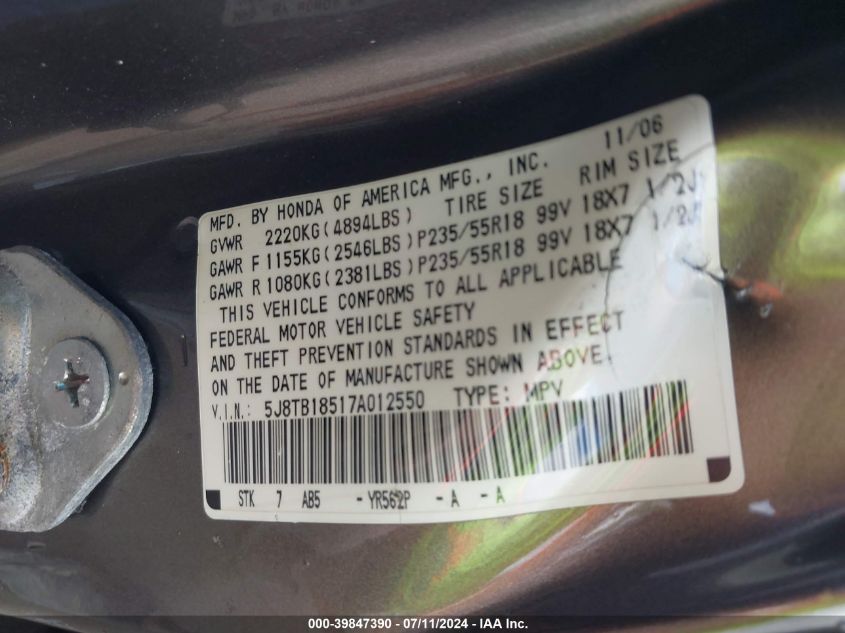 MFD. BY HONDA OF AMERICA MFG., INC. 11/06
GVWR 2220KG(4894LBS) TIRE SIZE RIM SIZE
GAWR F 1155KG(2546LBS) P235/55R18 99V 18X7 1/2J
GAWR R 1080KG(2381LBS) P235/55R18 99V 18X7 1/2J
THIS VEHICLE CONFORMS TO ALL APPLICABLE
FEDERAL MOTOR VEHICLE SAFETY
AND THEFT PREVENTION STANDARDS IN EFFECT
ON THE DATE OF MANUFACTURE SHOWN ABOVE.
V.I.N.: 5J8TB18517A012550 TYPE: MPV
STK 7 AB5 -YR562P -A -A
000-39847390 - 07/11/2024 - IAA Inc.